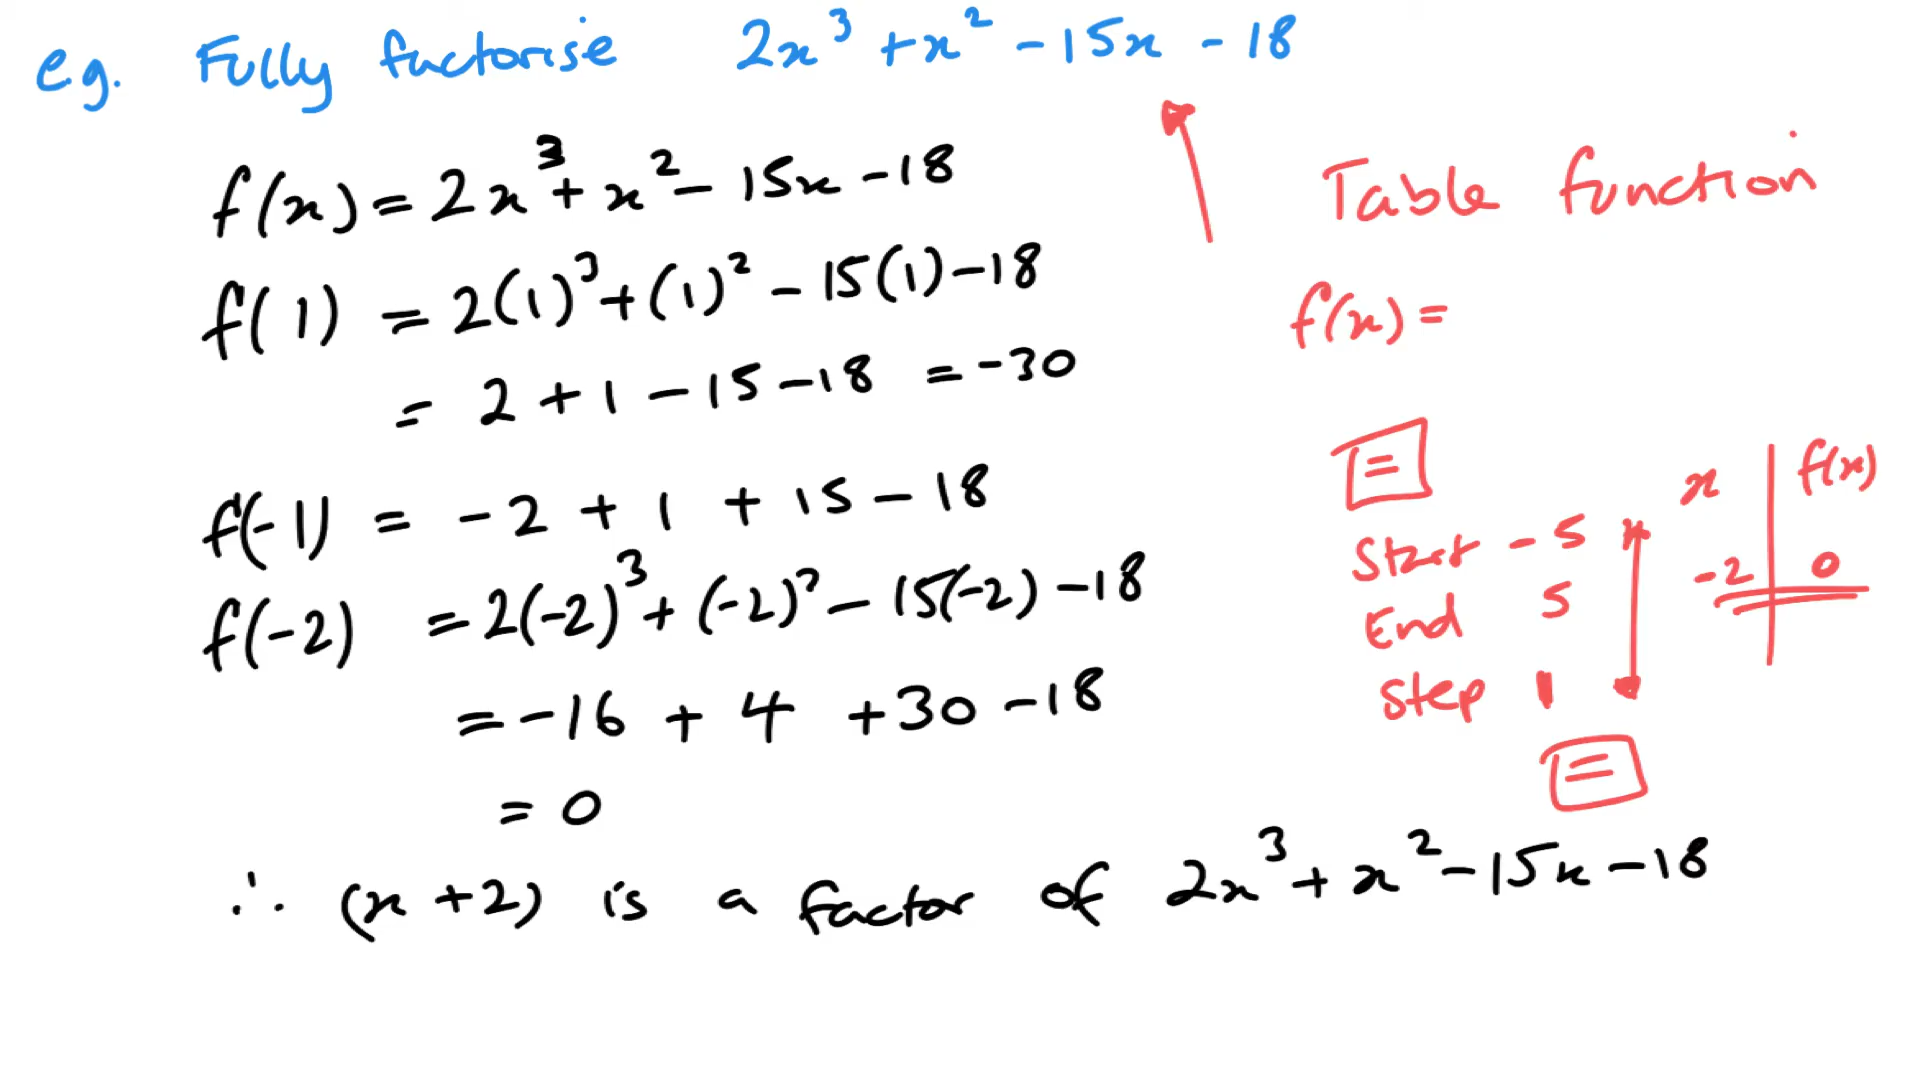 e.g. Fully factorise 2x³ + x² - 15x - 18
f(x) = 2x³ + x² - 15x - 18
f(1) = 2(1)³ + (1)² - 15(1) - 18
= 2 + 1 - 15 - 18 = -30
f(-1) = -2 + 1 + 15 - 18
f(-2) = 2(-2)³ + (-2)² - 15(-2) - 18
= -16 + 4 + 30 - 18
= 0
∴ (x + 2) is a factor of 2x³ + x² - 15x - 18
Table function
f(x) =
=
Start -5
End 5
Step 1
=
x f(x)
-2 0